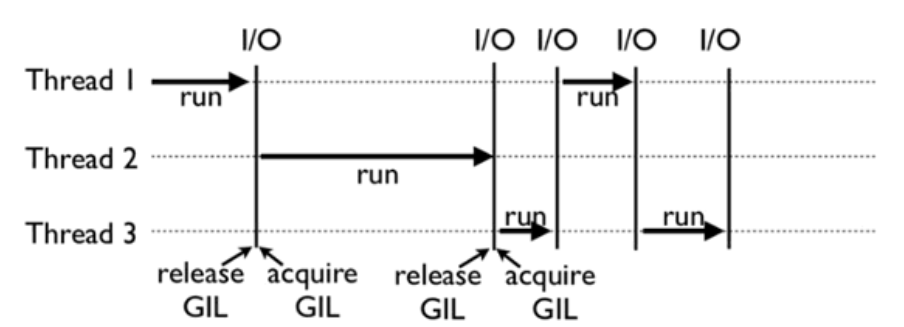 I/O I/O I/O I/O I/O
Thread 1
run run
Thread 2
run
Thread 3
run run
release acquire release acquire
GIL GIL GIL GIL